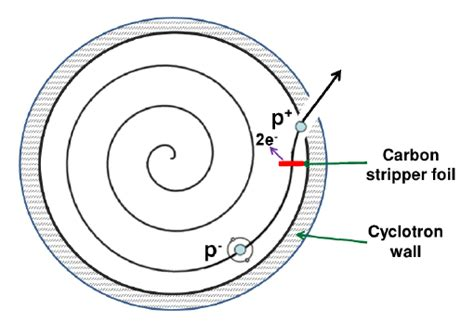 p+
2e-
Carbon
stripper foil
Cyclotron
wall
p-